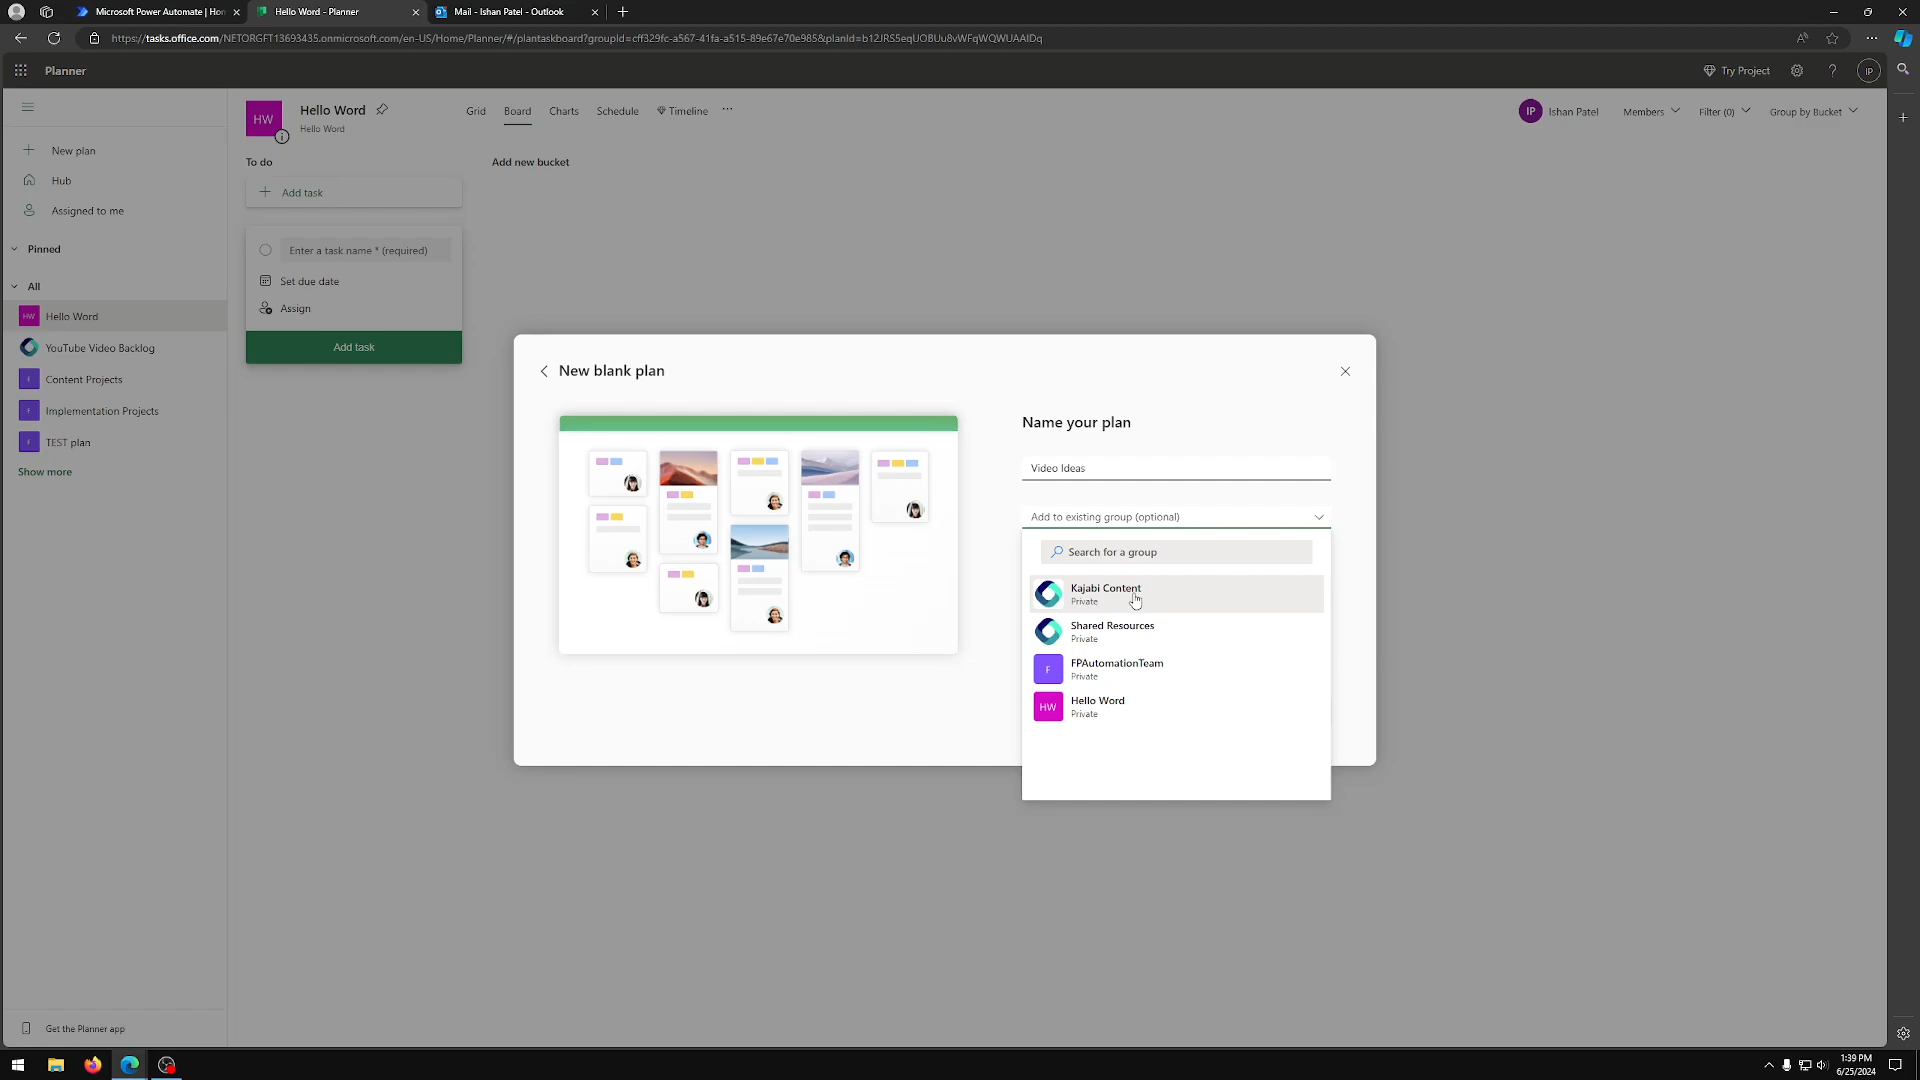 Microsoft Power Automate | Hor
Hello Word - Planner
Mail - Ishan Patel - Outlook
https://tasks.office.com/NETORGFT13693435.onmicrosoft.com/en-US/Home/Planner/#/plantaskboard?groupId=cff329fc-a567-41fa-a515-89e67e70e985&planId=b12JRS5eqUOBUu8vWFqWQWUAAIDq
Planner
Try Project
IP
HW
Hello Word
Hello Word
Grid
Board
Charts
Schedule
Timeline
IP
Ishan Patel
Members
Filter (0)
Group by Bucket
New plan
Hub
Assigned to me
Pinned
All
HW
Hello Word
YouTube Video Backlog
F
Content Projects
F
Implementation Projects
F
TEST plan
Show more
Get the Planner app
To do
Add new bucket
Add task
Enter a task name * (required)
Set due date
Assign
Add task
New blank plan
Name your plan
Video Ideas
Add to existing group (optional)
Search for a group
Kajabi Content
Private
Shared Resources
Private
F
FPAutomationTeam
Private
HW
Hello Word
Private
1:39 PM
6/25/2024